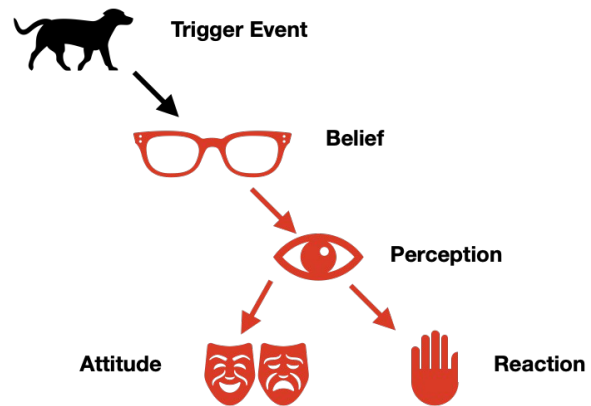 Trigger Event
Belief
Perception
Attitude
Reaction